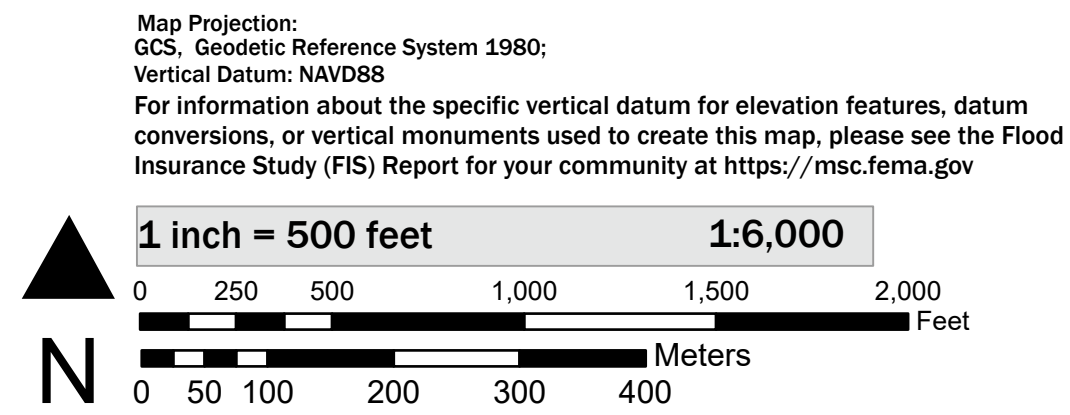 Map Projection:
GCS, Geodetic Reference System 1980;
Vertical Datum: NAVD88
For information about the specific vertical datum for elevation features, datum
conversions, or vertical monuments used to create this map, please see the Flood
Insurance Study (FIS) Report for your community at https://msc.fema.gov
1 inch = 500 feet 1:6,000
0 250 500 1,000 1,500 2,000
Feet
N
Meters
0 50 100 200 300 400